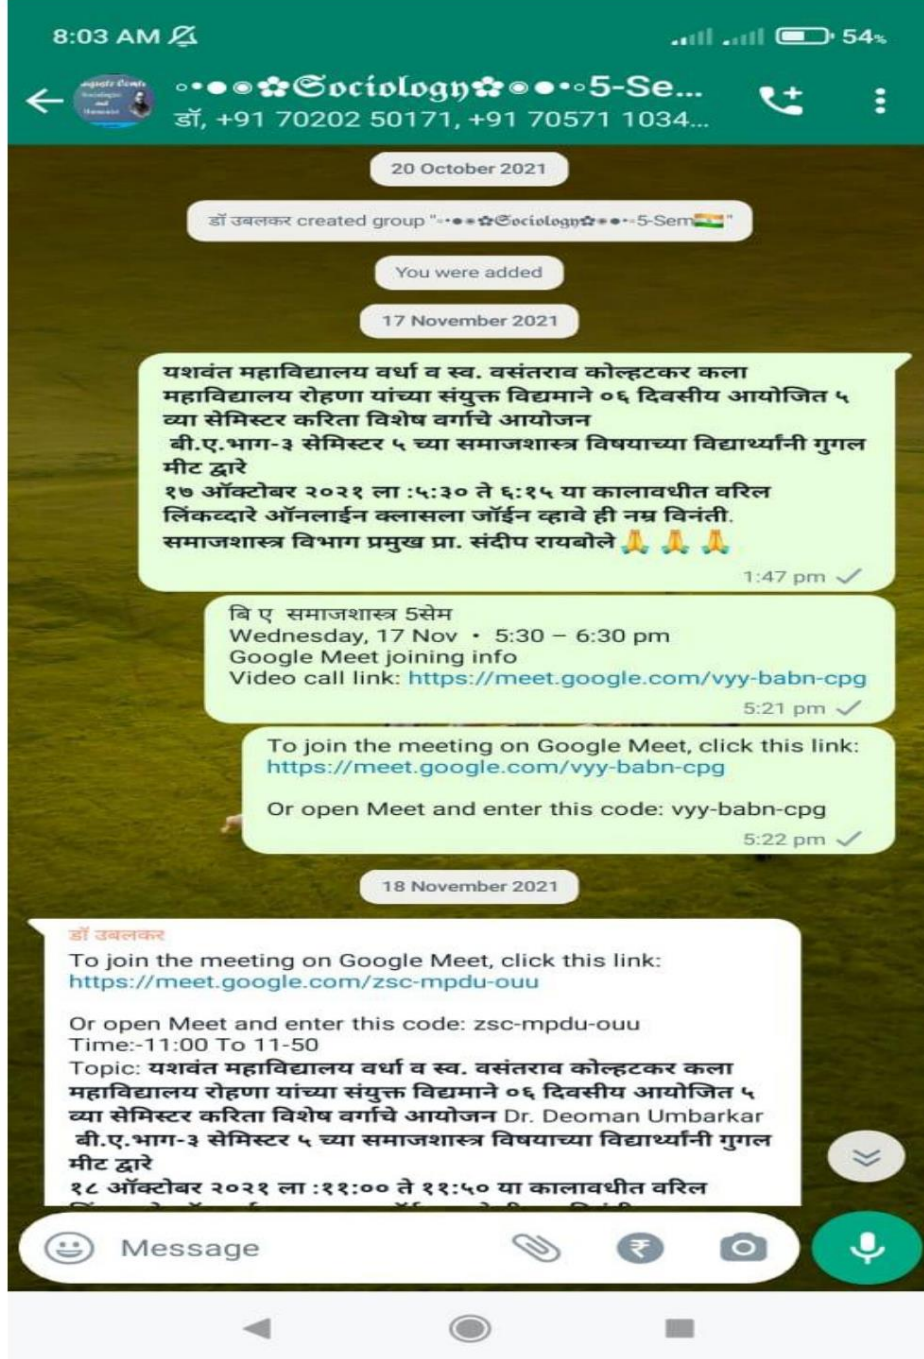 8:03 AM
54%
Sociology 5-Se...
डॉ, +91 70202 50171, +91 70571 1034...
20 October 2021
डॉ उबलकर created group "◦•●◉✿𝕾𝖔𝖈𝖎𝖔𝖑𝖔𝖌𝖞✿◉●•◦5-Sem🇮🇳"
You were added
17 November 2021
यशवंत महाविद्यालय वर्धा व स्व. वसंतराव कोल्हटकर कला
महाविद्यालय रोहणा यांच्या संयुक्त विद्यमाने ०६ दिवसीय आयोजित ५
व्या सेमिस्टर करिता विशेष वर्गाचे आयोजन
बी.ए.भाग-३ सेमिस्टर ५ च्या समाजशास्त्र विषयाच्या विद्यार्थ्यांनी गुगल
मीट द्वारे
१७ ऑक्टोबर २०२१ ला :५:३० ते ६:१५ या कालावधीत वरिल
लिंकव्दारे ऑनलाईन क्लासला जॉईन व्हावे ही नम्र विनंती.
समाजशास्त्र विभाग प्रमुख प्रा. संदीप रायबोले 🙏 🙏 🙏
1:47 pm
बि ए समाजशास्त्र 5सेम
Wednesday, 17 Nov • 5:30 – 6:30 pm
Google Meet joining info
Video call link: https://meet.google.com/vyy-babn-cpg
5:21 pm
To join the meeting on Google Meet, click this link:
https://meet.google.com/vyy-babn-cpg
Or open Meet and enter this code: vyy-babn-cpg
5:22 pm
18 November 2021
डॉ उबलकर
To join the meeting on Google Meet, click this link:
https://meet.google.com/zsc-mpdu-ouu
Or open Meet and enter this code: zsc-mpdu-ouu
Time:-11:00 To 11-50
Topic: यशवंत महाविद्यालय वर्धा व स्व. वसंतराव कोल्हटकर कला
महाविद्यालय रोहणा यांच्या संयुक्त विद्यमाने ०६ दिवसीय आयोजित ५
व्या सेमिस्टर करिता विशेष वर्गाचे आयोजन Dr. Deoman Umbarkar
बी.ए.भाग-३ सेमिस्टर ५ च्या समाजशास्त्र विषयाच्या विद्यार्थ्यांनी गुगल
मीट द्वारे
१८ ऑक्टोबर २०२१ ला :११:०० ते ११:५० या कालावधीत वरिल
Message